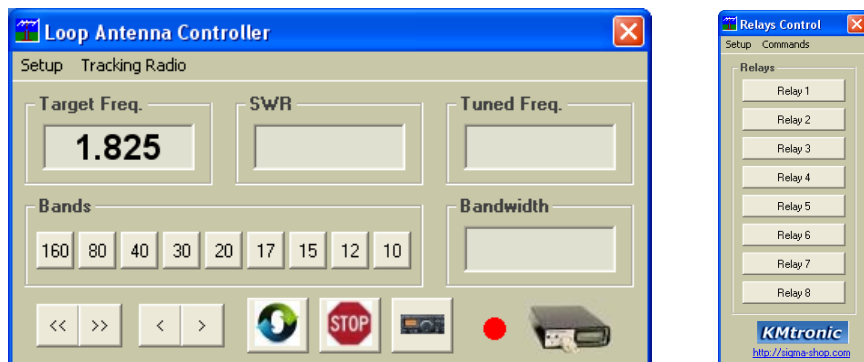 Loop Antenna Controller
Setup Tracking Radio
Target Freq. SWR Tuned Freq.
1.825
Bands Bandwidth
160 80 40 30 20 17 15 12 10
<< >> < > STOP
Relays Control
Setup Commands
Relays
Relay 1
Relay 2
Relay 3
Relay 4
Relay 5
Relay 6
Relay 7
Relay 8
KMtronic
http://sigma-shop.com